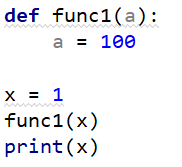 def func1(a):
    a = 100

x = 1
func1(x)
print(x)